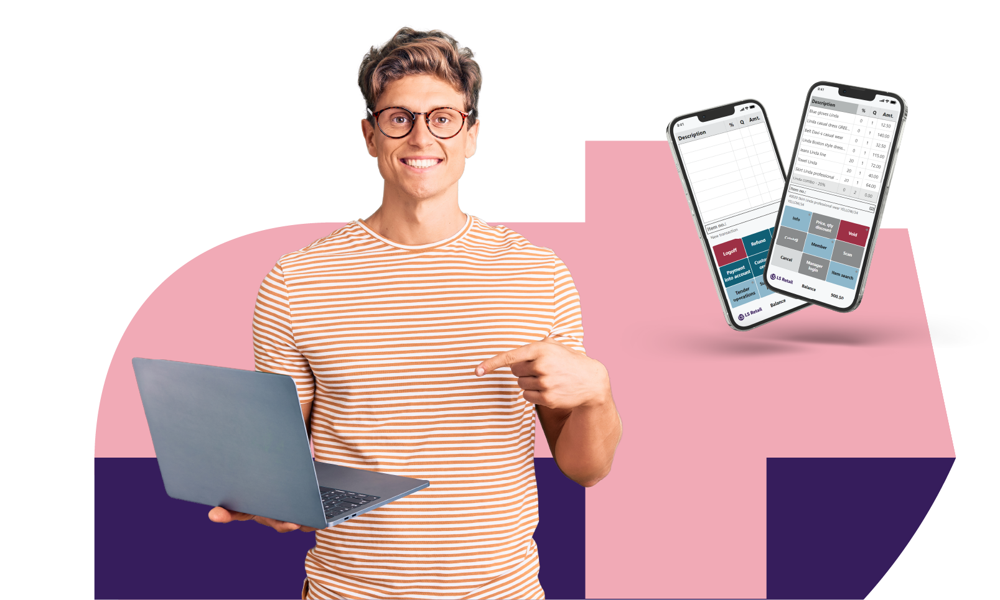 9:41
Description % Q Amt.
Item no.:
New transaction
Logoff
Refund
Payment
into account
Tender
operations
LS Retail
Balance
9:41
Description % Q Amt.
Blue gloves Linda 0 1 12.50
Linda casual dress GREE... 0 1 140.00
Belt Davi-s casual wear 0 1 32.50
Linda Boston style dress... 0 1 115.00
Jeans Linda line 20 1 72.00
Towel Linda 20 1 40.00
Skirt Linda professional ... 20 1 64.00
Linda combo - 20% 0 2 0.00
Item no.:
40020 Skirt Linda professional wear YELLOW/34
YELLOW/34
Info
Price, qty
discount
Void
Catalog
Member
Scan
Cancel
Manager
login
Item search
LS Retail
Balance
900.50